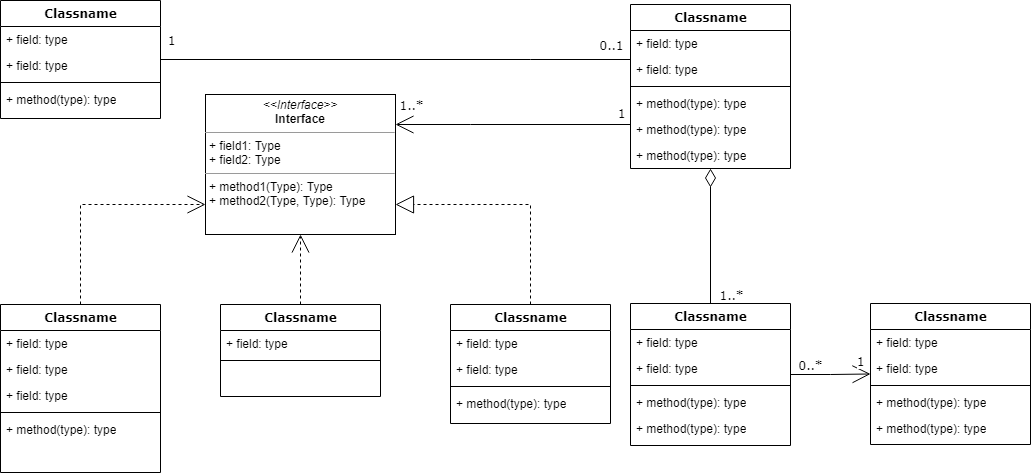 Classname
+ field: type
+ field: type
+ method(type): type
1
0..1
Classname
+ field: type
+ field: type
+ method(type): type
+ method(type): type
+ method(type): type
<<Interface>>
Interface
+ field1: Type
+ field2: Type
+ method1(Type): Type
+ method2(Type, Type): Type
1..*
1
1..*
Classname
+ field: type
+ field: type
+ field: type
+ method(type): type
Classname
+ field: type
Classname
+ field: type
+ field: type
+ method(type): type
Classname
+ field: type
+ field: type
+ method(type): type
+ method(type): type
0..*
1
Classname
+ field: type
+ field: type
+ method(type): type
+ method(type): type